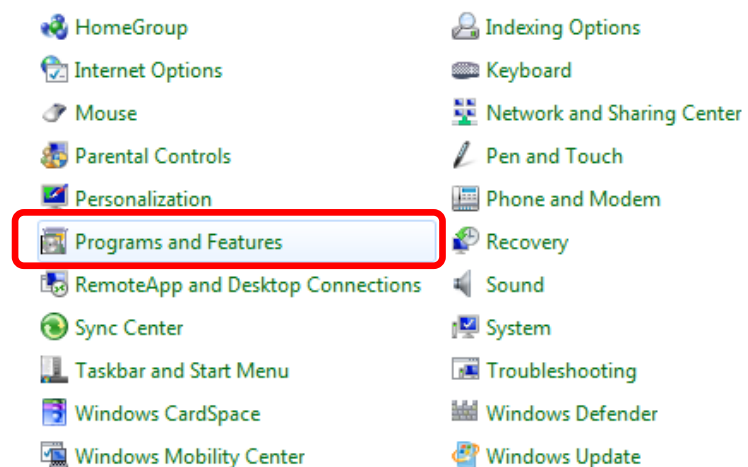 HomeGroup
Indexing Options
Internet Options
Keyboard
Mouse
Network and Sharing Center
Parental Controls
Pen and Touch
Personalization
Phone and Modem
Programs and Features
Recovery
RemoteApp and Desktop Connections
Sound
Sync Center
System
Taskbar and Start Menu
Troubleshooting
Windows CardSpace
Windows Defender
Windows Mobility Center
Windows Update